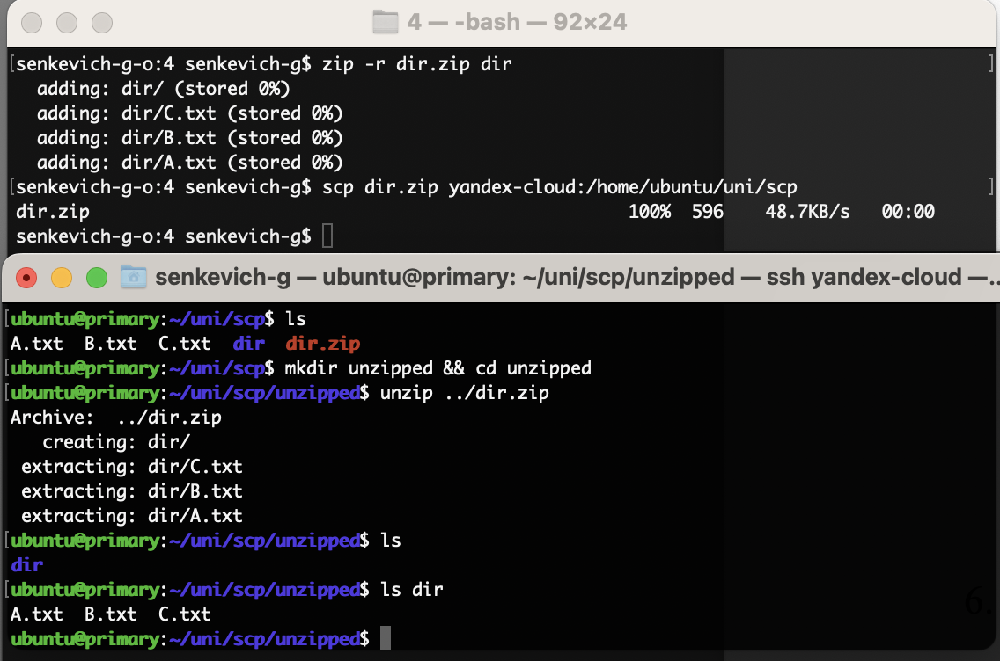 4 — -bash — 92×24
[senkevich-g-o:4 senkevich-g$ zip -r dir.zip dir ]
  adding: dir/ (stored 0%)
  adding: dir/C.txt (stored 0%)
  adding: dir/B.txt (stored 0%)
  adding: dir/A.txt (stored 0%)
[senkevich-g-o:4 senkevich-g$ scp dir.zip yandex-cloud:/home/ubuntu/uni/scp ]
dir.zip 100% 596 48.7KB/s 00:00
senkevich-g-o:4 senkevich-g$
senkevich-g — ubuntu@primary: ~/uni/scp/unzipped — ssh yandex-cloud —...
[ubuntu@primary:~/uni/scp$ ls
A.txt  B.txt  C.txt  dir  dir.zip
[ubuntu@primary:~/uni/scp$ mkdir unzipped && cd unzipped
[ubuntu@primary:~/uni/scp/unzipped$ unzip ../dir.zip
Archive:  ../dir.zip
   creating: dir/
 extracting: dir/C.txt
 extracting: dir/B.txt
 extracting: dir/A.txt
[ubuntu@primary:~/uni/scp/unzipped$ ls
dir
[ubuntu@primary:~/uni/scp/unzipped$ ls dir
A.txt  B.txt  C.txt
ubuntu@primary:~/uni/scp/unzipped$
6.